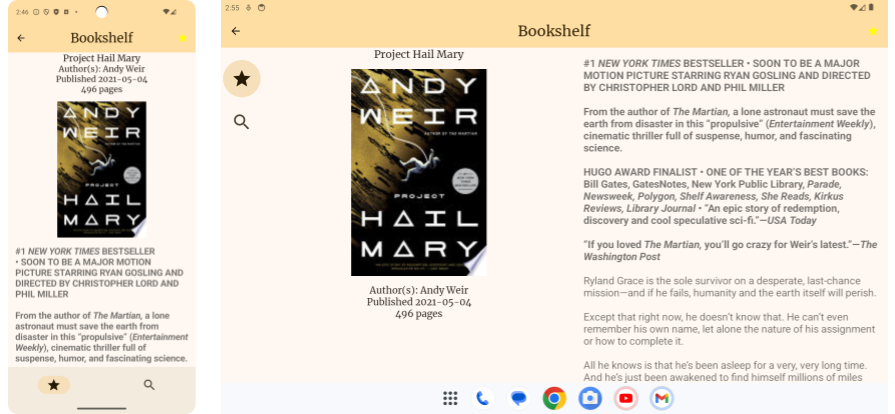 2:46
Bookshelf
Project Hail Mary
Author(s): Andy Weir
Published 2021-05-04
496 pages
ANDY
WEIR
AUTHOR OF THE MARTIAN
PROJECT
HAIL
MARY
#1 NEW YORK TIMES BESTSELLER
• SOON TO BE A MAJOR MOTION
PICTURE STARRING RYAN GOSLING AND
DIRECTED BY CHRISTOPHER LORD AND
PHIL MILLER
From the author of The Martian, a lone
astronaut must save the earth from
disaster in this “propulsive” (Entertainment
Weekly), cinematic thriller full of
suspense, humor, and fascinating science.
2:55
Bookshelf
Project Hail Mary
ANDY
WEIR
AUTHOR OF THE MARTIAN
PROJECT
HAIL
MARY
Author(s): Andy Weir
Published 2021-05-04
496 pages
#1 NEW YORK TIMES BESTSELLER • SOON TO BE A MAJOR
MOTION PICTURE STARRING RYAN GOSLING AND DIRECTED
BY CHRISTOPHER LORD AND PHIL MILLER
From the author of The Martian, a lone astronaut must save the
earth from disaster in this “propulsive” (Entertainment Weekly),
cinematic thriller full of suspense, humor, and fascinating
science.
HUGO AWARD FINALIST • ONE OF THE YEAR’S BEST BOOKS:
Bill Gates, GatesNotes, New York Public Library, Parade,
Newsweek, Polygon, Shelf Awareness, She Reads, Kirkus
Reviews, Library Journal • “An epic story of redemption,
discovery and cool speculative sci-fi.”—USA Today
“If you loved The Martian, you’ll go crazy for Weir’s latest.”—The
Washington Post
Ryland Grace is the sole survivor on a desperate, last-chance
mission—and if he fails, humanity and the earth itself will perish.
Except that right now, he doesn’t know that. He can’t even
remember his own name, let alone the nature of his assignment
or how to complete it.
All he knows is that he’s been asleep for a very, very long time.
And he’s just been awakened to find himself millions of miles